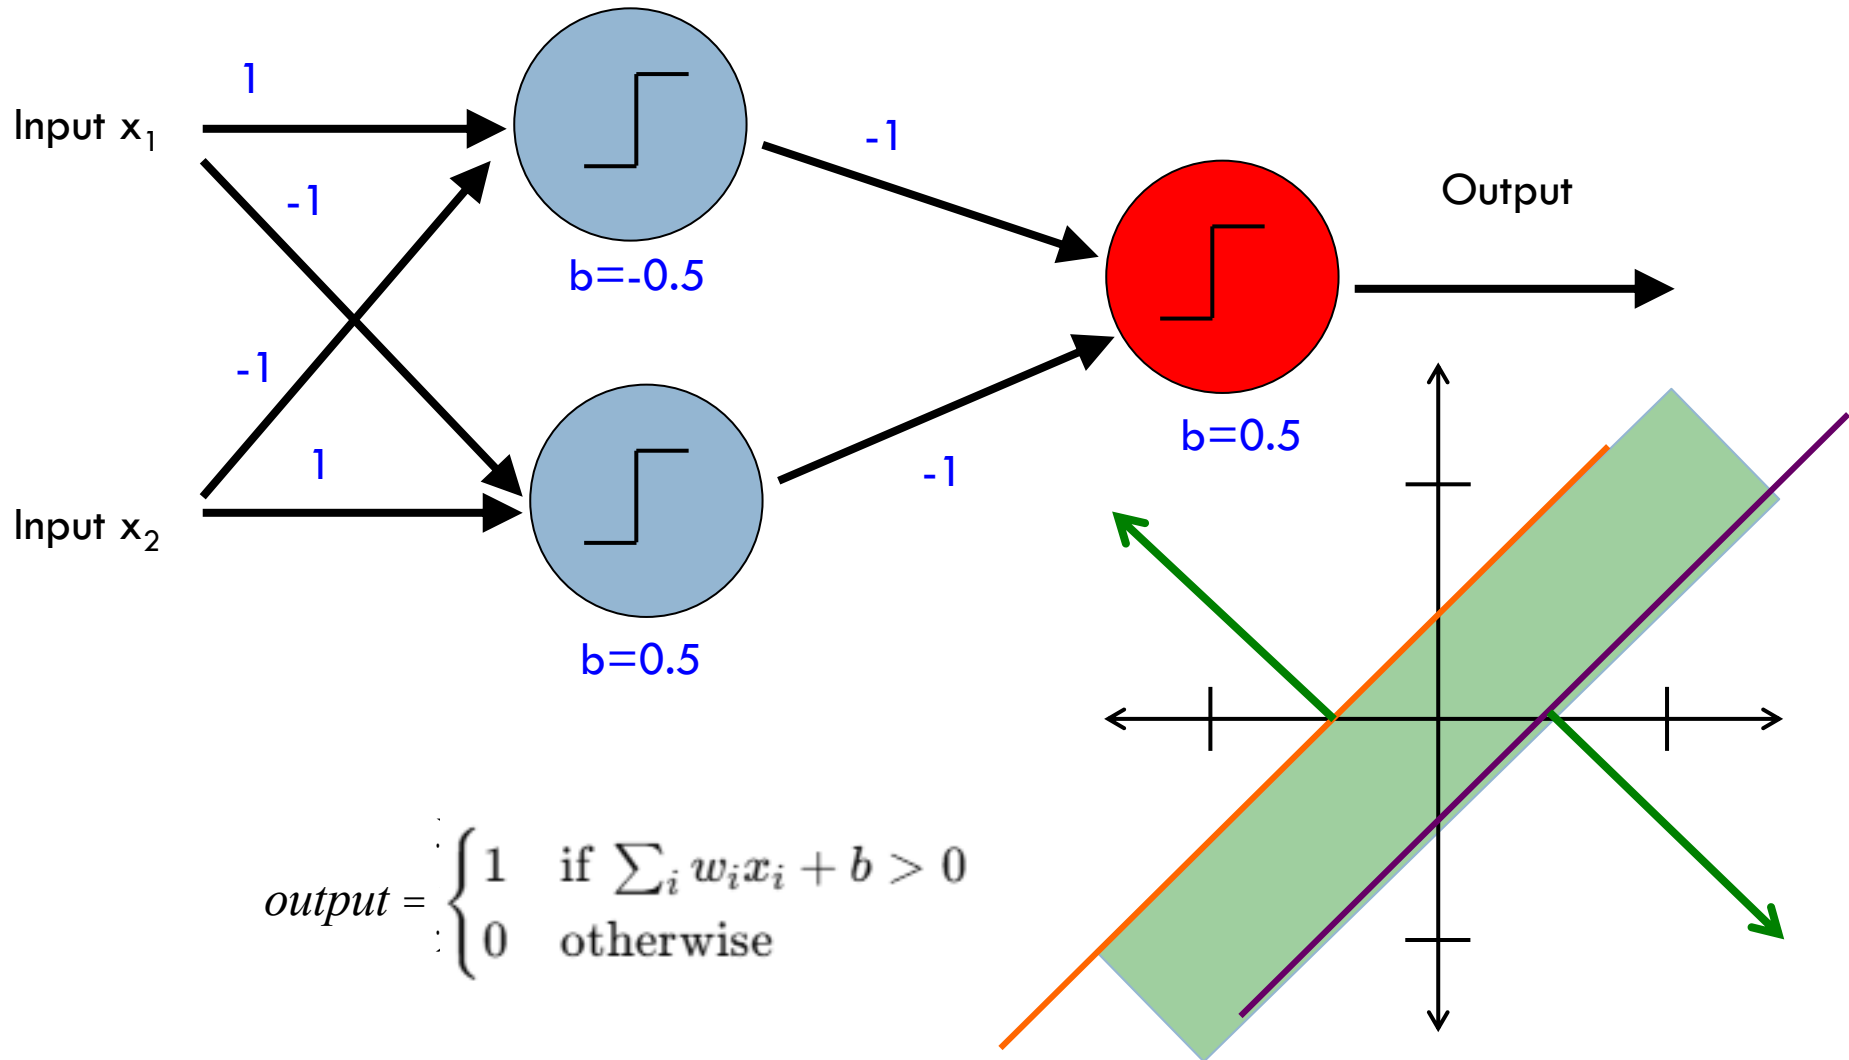 1
Input x₁
-1
-1
Output
-1
b=-0.5
-1
1
b=0.5
-1
Input x₂
b=0.5
output = { 1 if ∑ᵢ wᵢxᵢ + b > 0
0 otherwise